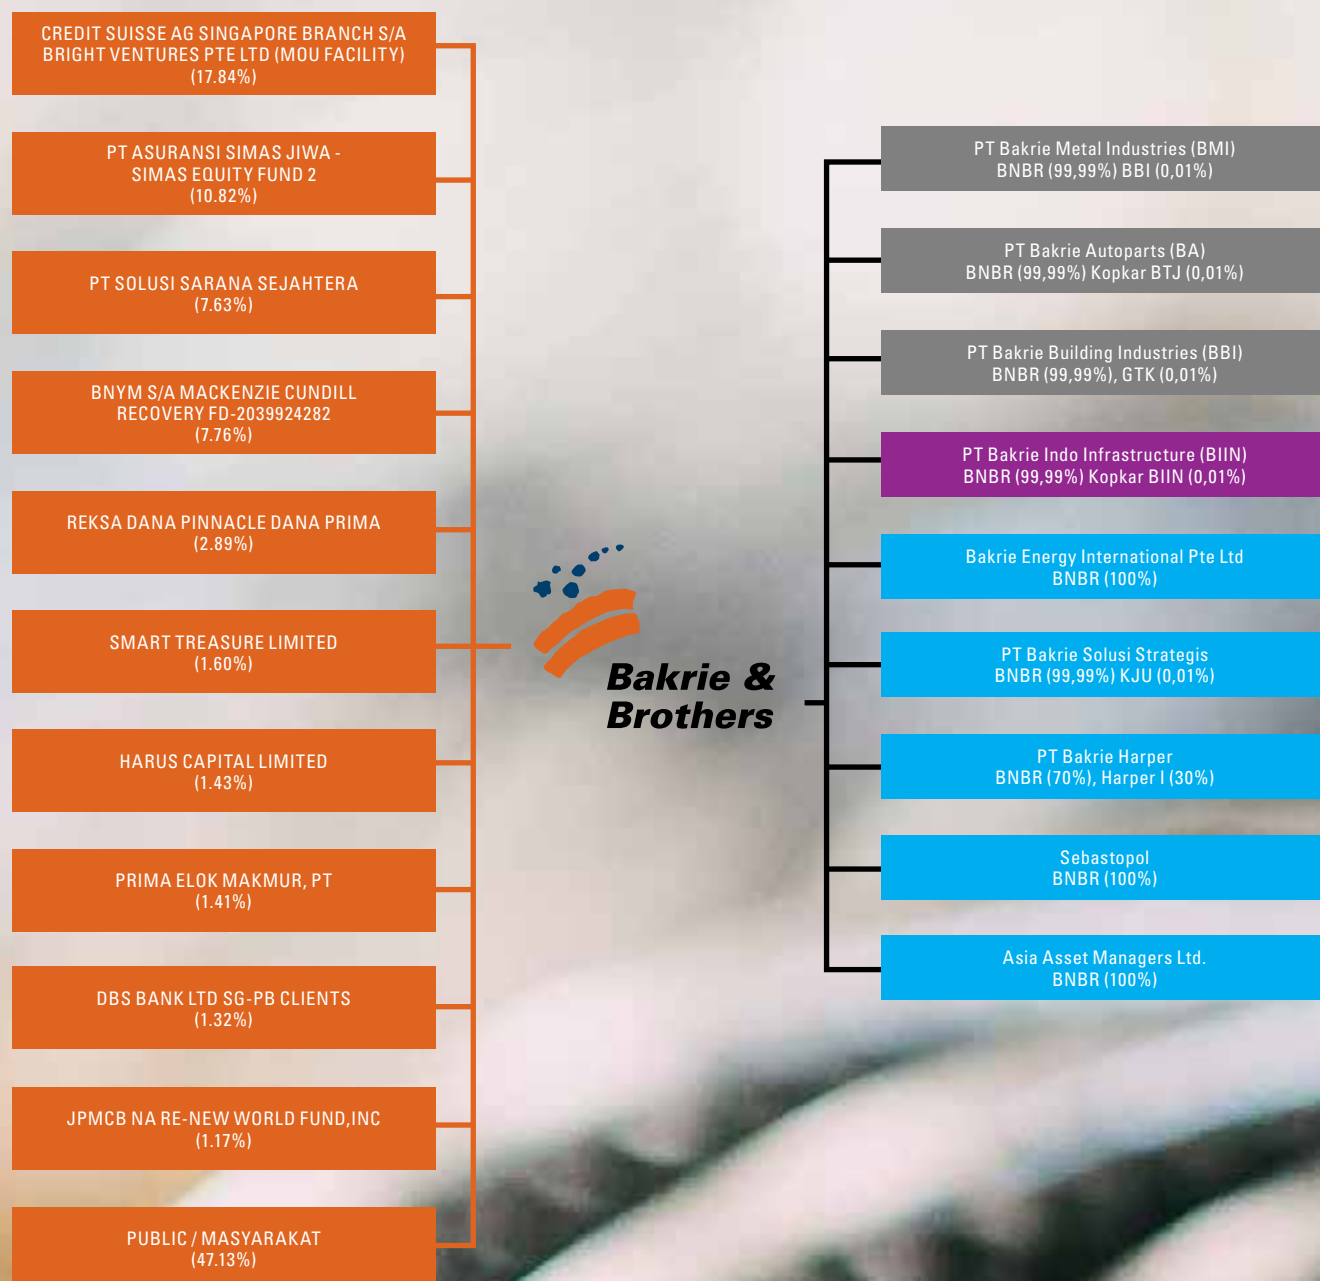 CREDIT SUISSE AG SINGAPORE BRANCH S/A
BRIGHT VENTURES PTE LTD (MOU FACILITY)
(17.84%)
PT ASURANSI SIMAS JIWA -
SIMAS EQUITY FUND 2
(10.82%)
PT SOLUSI SARANA SEJAHTERA
(7.63%)
BNYM S/A MACKENZIE CUNDILL
RECOVERY FD-2039924282
(7.76%)
REKSA DANA PINNACLE DANA PRIMA
(2.89%)
SMART TREASURE LIMITED
(1.60%)
HARUS CAPITAL LIMITED
(1.43%)
PRIMA ELOK MAKMUR, PT
(1.41%)
DBS BANK LTD SG-PB CLIENTS
(1.32%)
JPMCB NA RE-NEW WORLD FUND,INC
(1.17%)
PUBLIC / MASYARAKAT
(47.13%)
Bakrie &
Brothers
PT Bakrie Metal Industries (BMI)
BNBR (99,99%) BBI (0,01%)
PT Bakrie Autoparts (BA)
BNBR (99,99%) Kopkar BTJ (0,01%)
PT Bakrie Building Industries (BBI)
BNBR (99,99%), GTK (0,01%)
PT Bakrie Indo Infrastructure (BIIN)
BNBR (99,99%) Kopkar BIIN (0,01%)
Bakrie Energy International Pte Ltd
BNBR (100%)
PT Bakrie Solusi Strategis
BNBR (99,99%) KJU (0,01%)
PT Bakrie Harper
BNBR (70%), Harper I (30%)
Sebastopol
BNBR (100%)
Asia Asset Managers Ltd.
BNBR (100%)